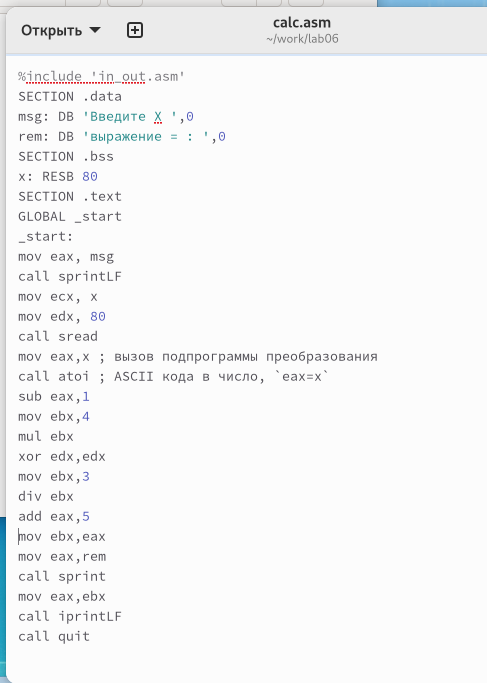 Открыть
calc.asm
~/work/lab06
%include 'in_out.asm'
SECTION .data
msg: DB 'Введите X ',0
rem: DB 'выражение = : ',0
SECTION .bss
x: RESB 80
SECTION .text
GLOBAL _start
_start:
mov eax, msg
call sprintLF
mov ecx, x
mov edx, 80
call sread
mov eax,x ; вызов подпрограммы преобразования
call atoi ; ASCII кода в число, `eax=x`
sub eax,1
mov ebx,4
mul ebx
xor edx,edx
mov ebx,3
div ebx
add eax,5
mov ebx,eax
mov eax,rem
call sprint
mov eax,ebx
call iprintLF
call quit